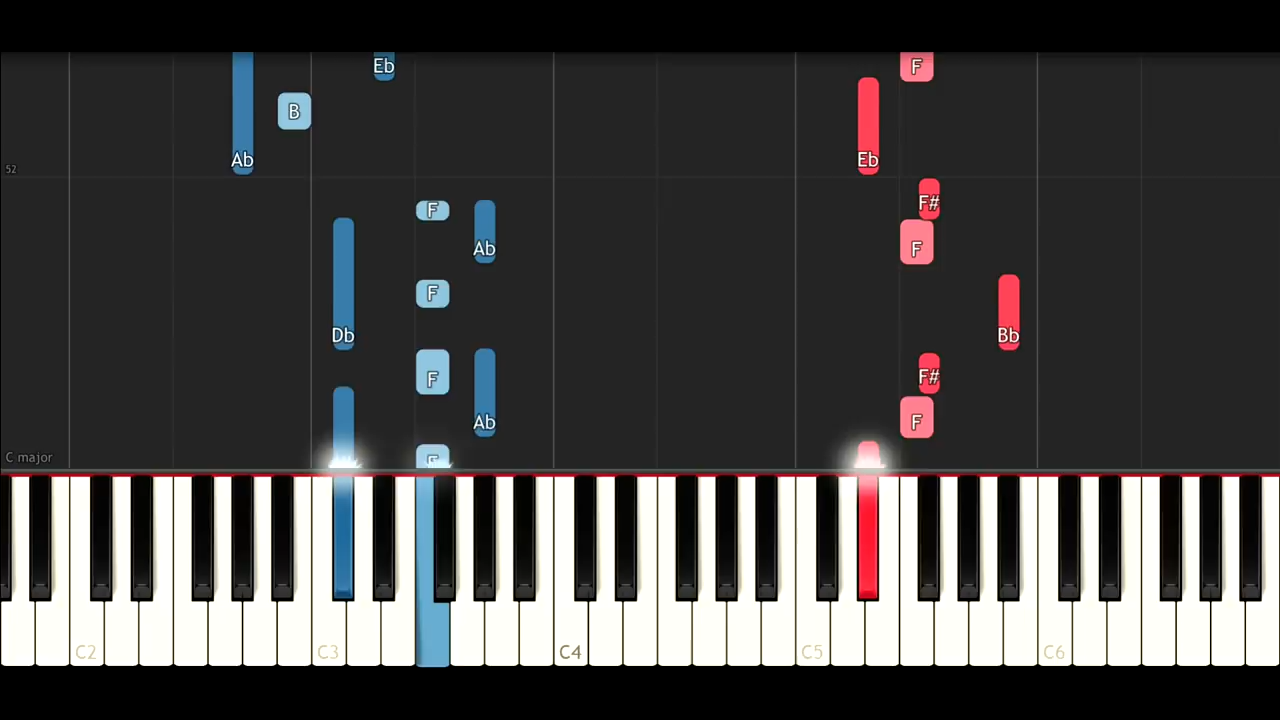 Eb F
B
Ab Eb
52
F F#
Ab F
F
Db Bb
F F#
Ab F
C major F
C2 C3 C4 C5 C6